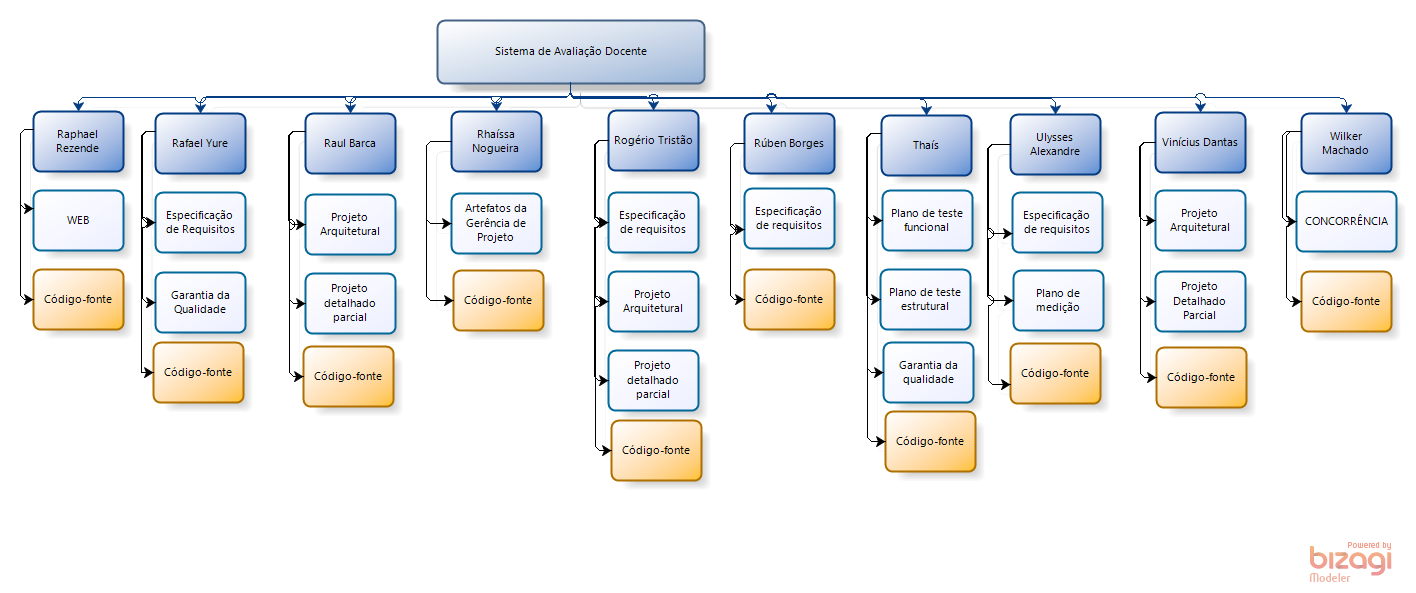 Sistema de Avaliação Docente
Raphael
Rezende
Rafael Yure
Raul Barca
Rhaíssa
Nogueira
Rogério Tristão
Rúben Borges
Thaís
Ulysses
Alexandre
Vinícius Dantas
Wilker
Machado
WEB
Especificação
de Requisitos
Projeto
Arquitetural
Artefatos da
Gerência de
Projeto
Especificação
de requisitos
Especificação
de requisitos
Plano de teste
funcional
Especificação
de requisitos
Projeto
Arquitetural
CONCORRÊNCIA
Código-fonte
Garantia da
Qualidade
Projeto
detalhado
parcial
Código-fonte
Projeto
Arquitetural
Código-fonte
Plano de teste
estrutural
Plano de
medição
Projeto
Detalhado
Parcial
Código-fonte
Código-fonte
Código-fonte
Projeto
detalhado
parcial
Garantia da
qualidade
Código-fonte
Código-fonte
Código-fonte
Código-fonte
Powered by
bizagi
Modeler